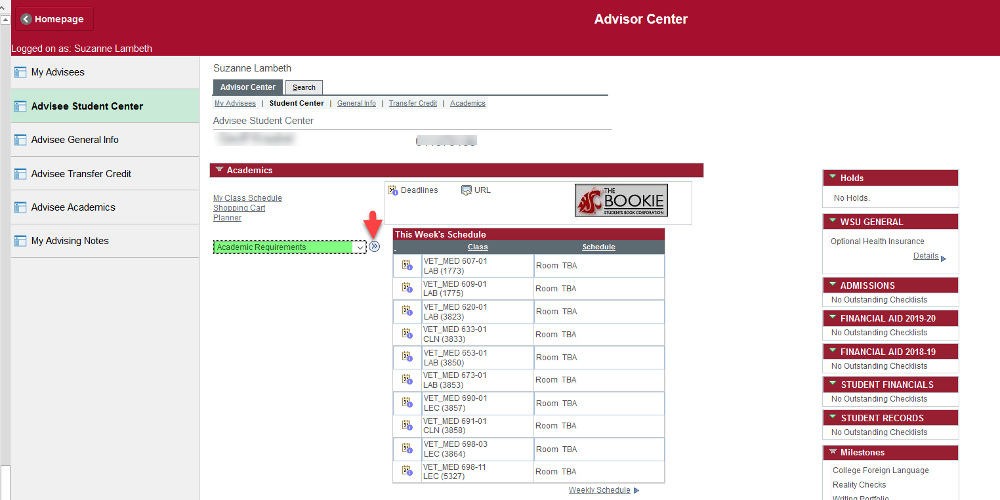 Homepage
Advisor Center
Logged on as: Suzanne Lambeth
My Advisees
Advisee Student Center
Advisee General Info
Advisee Transfer Credit
Advisee Academics
My Advising Notes
Suzanne Lambeth
Advisor Center Search
My Advisees | Student Center | General Info | Transfer Credit | Academics
Advisee Student Center
Academics
My Class Schedule
Shopping Cart
Planner
Academic Requirements
Deadlines URL
THE
BOOKIE
STUDENTS BOOK CORPORATION
This Week's Schedule
Class Schedule
VET_MED 607-01
LAB (1773)
Room TBA
VET_MED 609-01
LAB (1775)
Room TBA
VET_MED 620-01
LAB (3823)
Room TBA
VET_MED 633-01
CLN (3833)
Room TBA
VET_MED 653-01
LAB (3850)
Room TBA
VET_MED 673-01
LAB (3853)
Room TBA
VET_MED 690-01
LEC (3857)
Room TBA
VET_MED 691-01
CLN (3858)
Room TBA
VET_MED 698-03
LEC (3864)
Room TBA
VET_MED 698-11
LEC (5327)
Room TBA
Weekly Schedule
Holds
No Holds.
WSU GENERAL
Optional Health Insurance
Details
ADMISSIONS
No Outstanding Checklists
FINANCIAL AID 2019-20
No Outstanding Checklists
FINANCIAL AID 2018-19
No Outstanding Checklists
STUDENT FINANCIALS
No Outstanding Checklists
STUDENT RECORDS
No Outstanding Checklists
Milestones
College Foreign Language
Reality Checks
Writing Portfolio